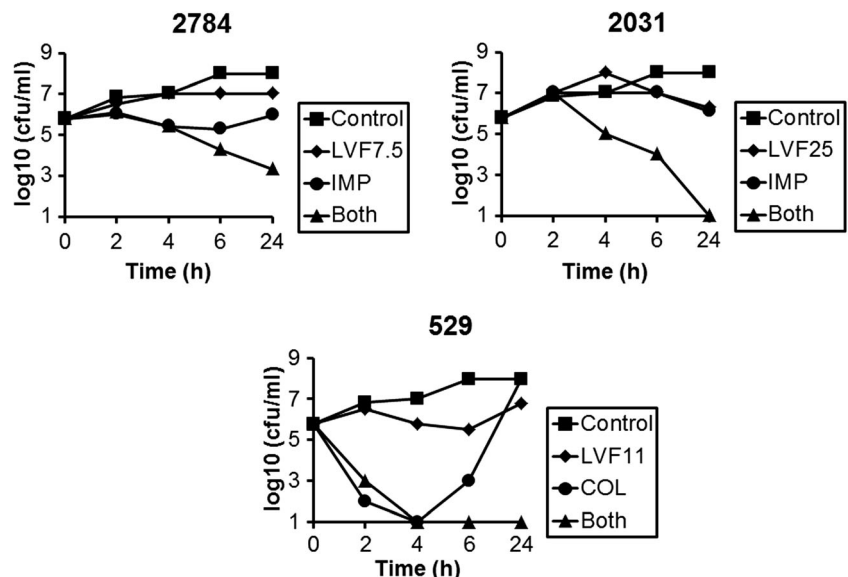 2784
9
7
5
3
1
log10 (cfu/ml)
0 2 4 6 24
Time (h)
Control
LVF7.5
IMP
Both
2031
9
7
5
3
1
log10 (cfu/ml)
0 2 4 6 24
Time (h)
Control
LVF25
IMP
Both
529
9
7
5
3
1
log10 (cfu/ml)
0 2 4 6 24
Time (h)
Control
LVF11
COL
Both